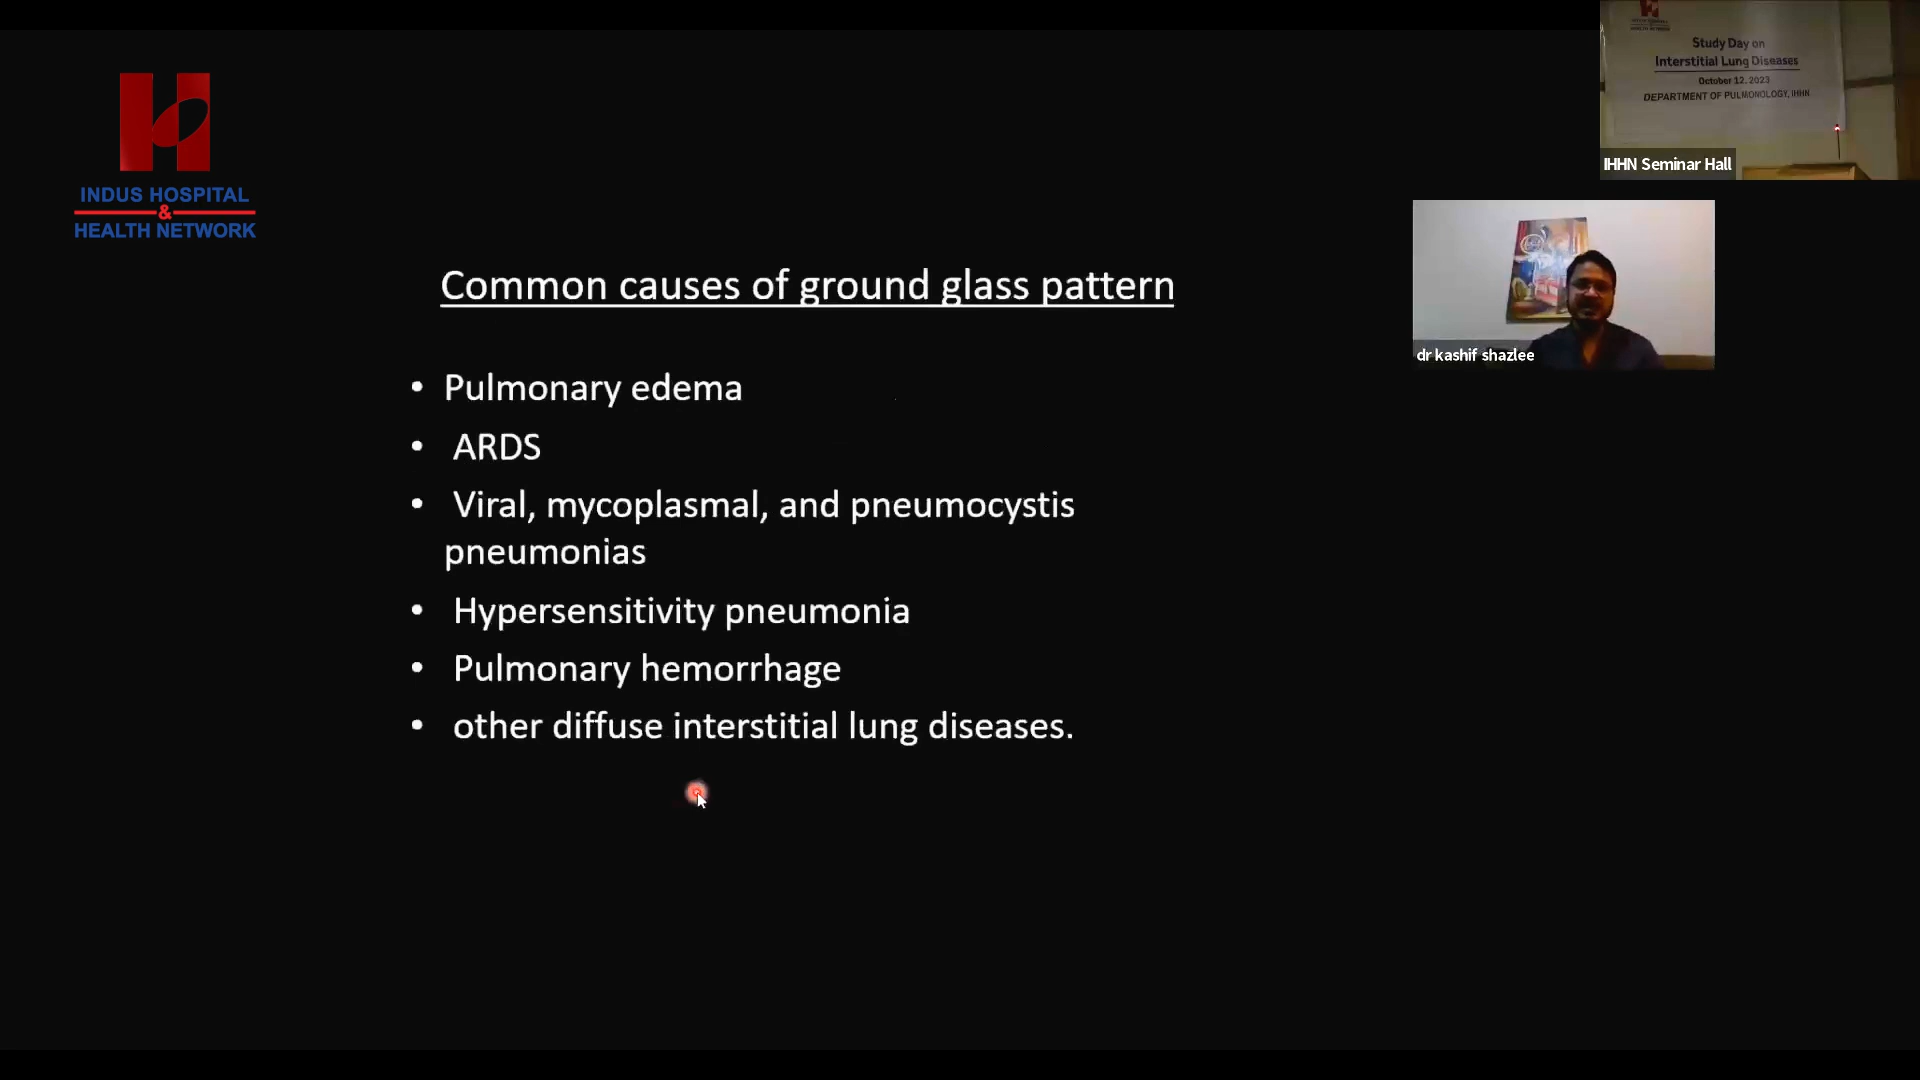 INDUS HOSPITAL
&
HEALTH NETWORK
Common causes of ground glass pattern
• Pulmonary edema
• ARDS
• Viral, mycoplasmal, and pneumocystis
pneumonias
• Hypersensitivity pneumonia
• Pulmonary hemorrhage
• other diffuse interstitial lung diseases.
Study Day on
Interstitial Lung Diseases
October 12, 2023
DEPARTMENT OF PULMONOLOGY, IHHN
IHHN Seminar Hall
dr kashif shazlee